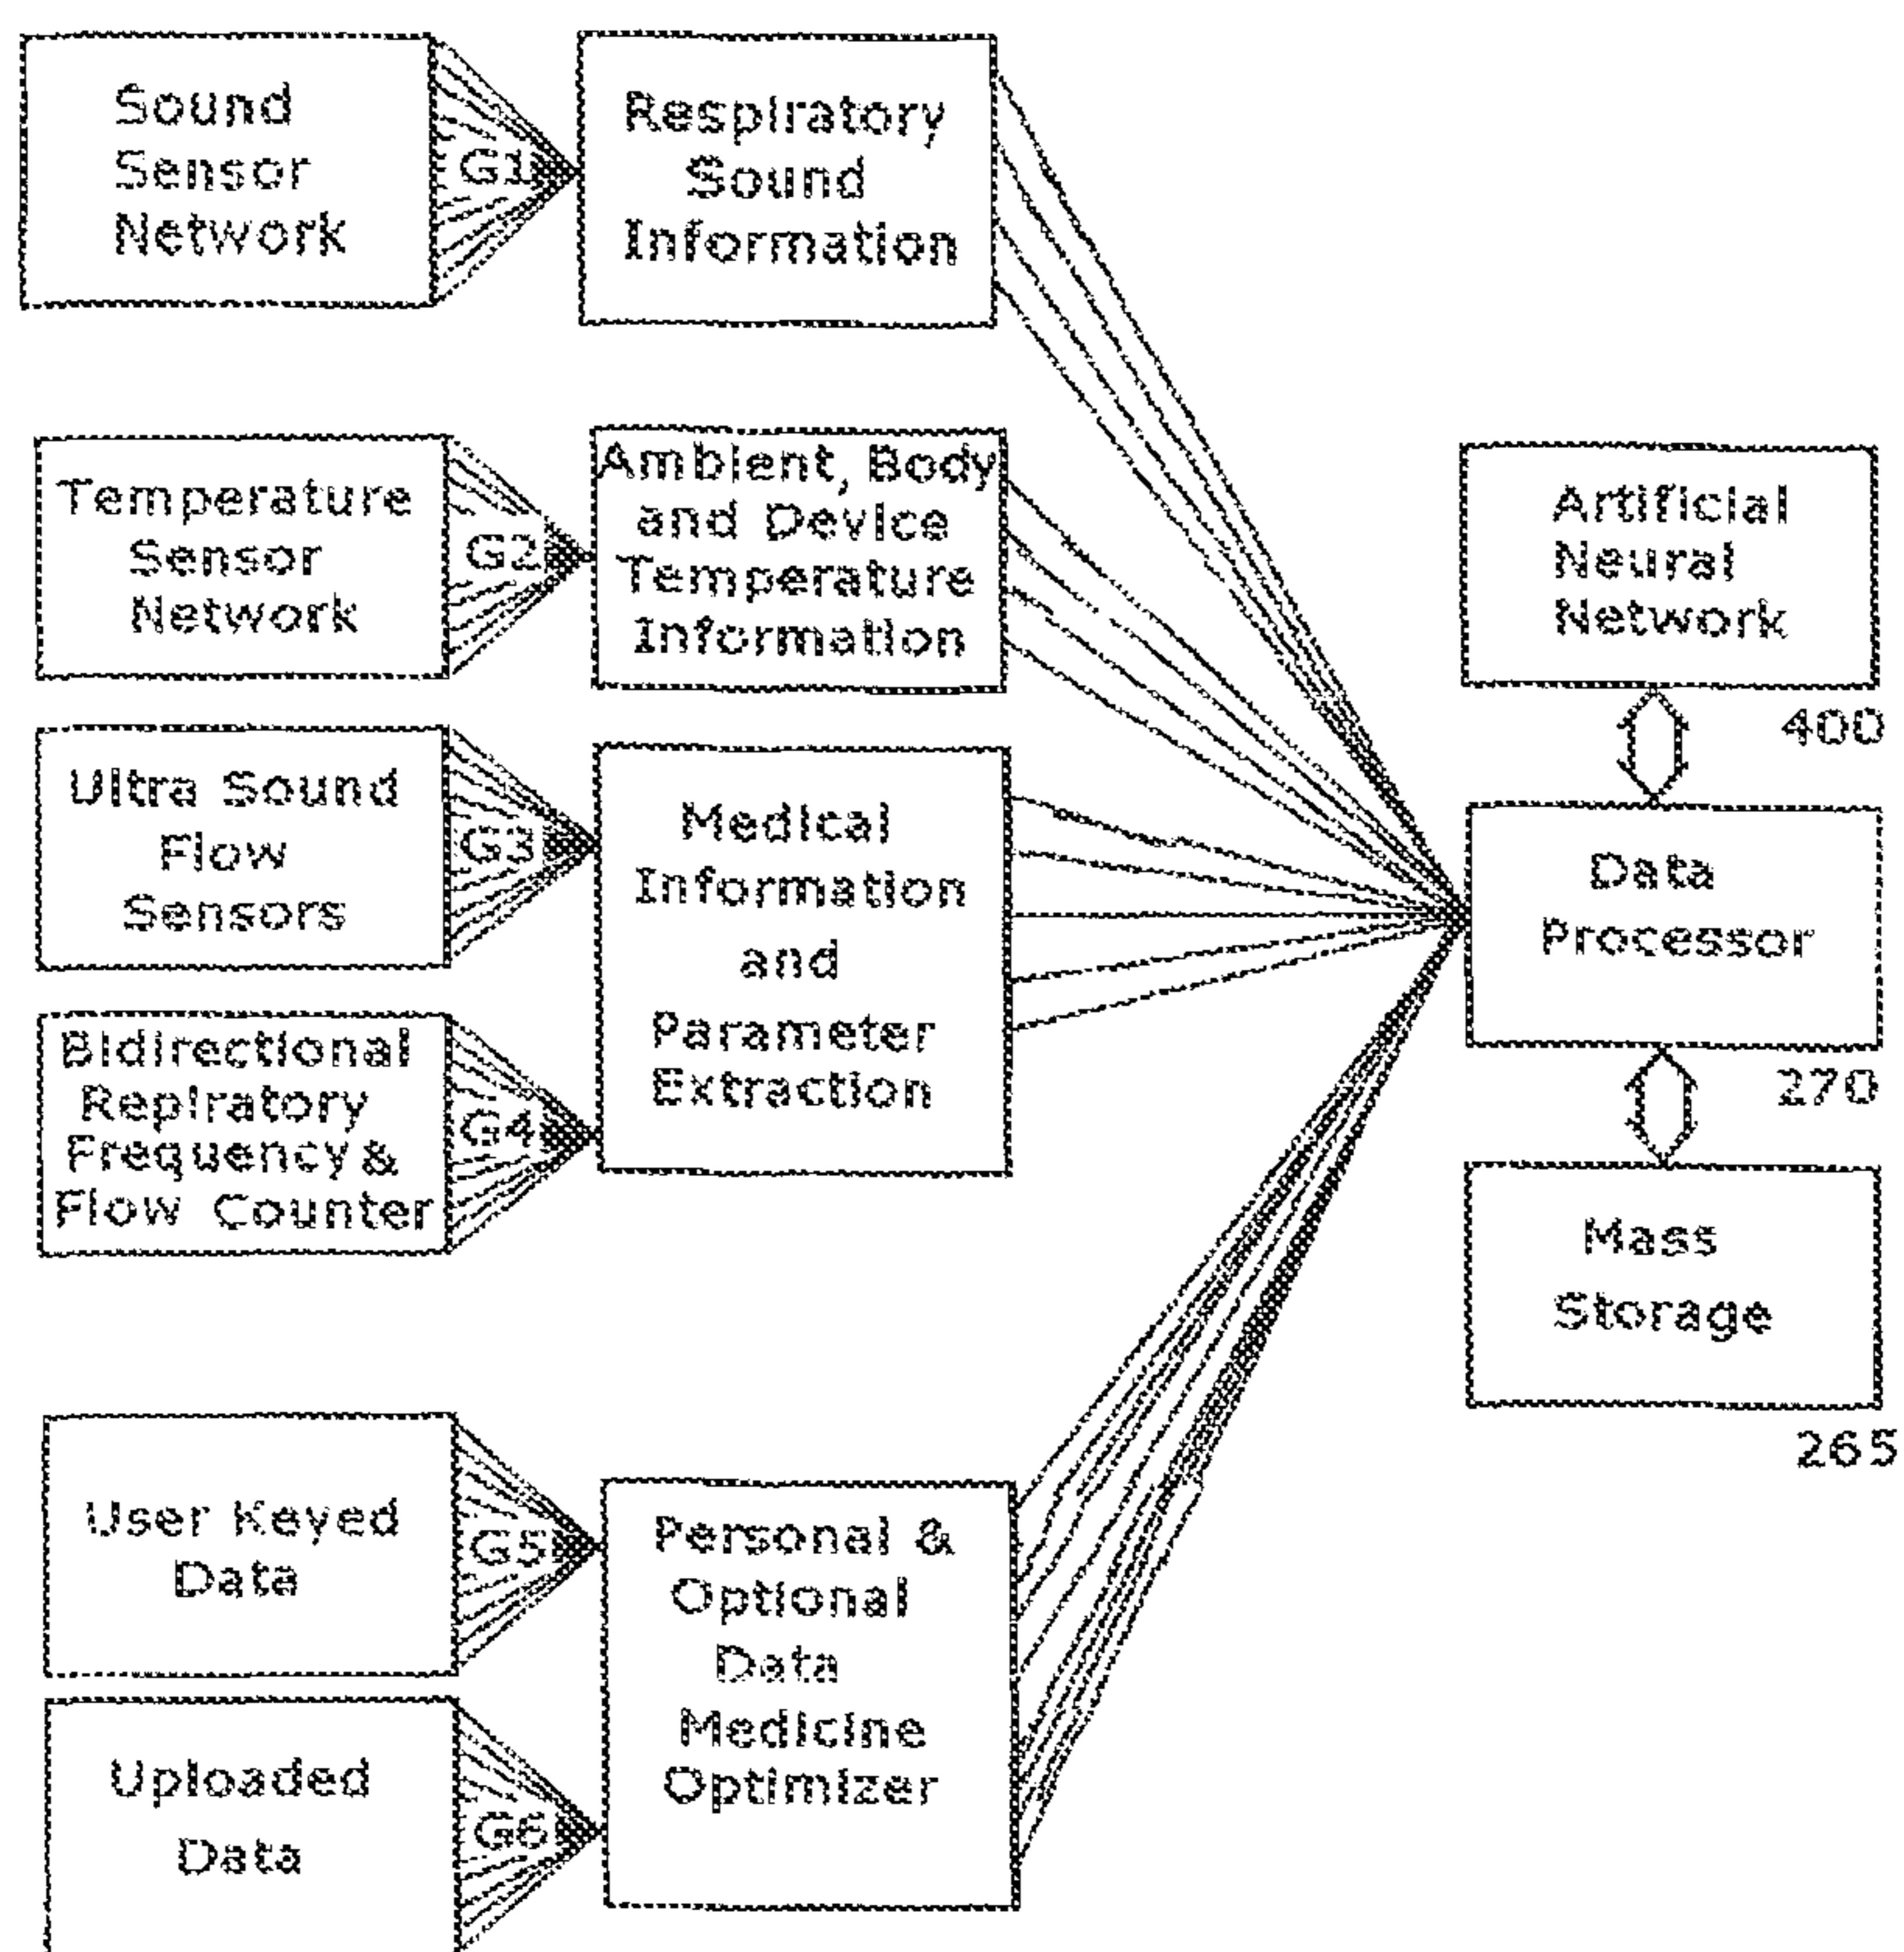 Sound
Sensor
Network
G1
Respiratory
Sound
Information
Temperature
Sensor
Network
G2
Ambient, Body
and Device
Temperature
Information
Ultra Sound
Flow
Sensors
G3
Bidirectional
Repiratory
Frequency &
Flow Counter
G4
Medical
Information
and
Parameter
Extraction
User Keyed
Data
G5
Uploaded
Data
G6
Personal &
Optional
Data
Medicine
Optimizer
Artificial
Neural
Network
400
Data
Processor
270
Mass
Storage
265